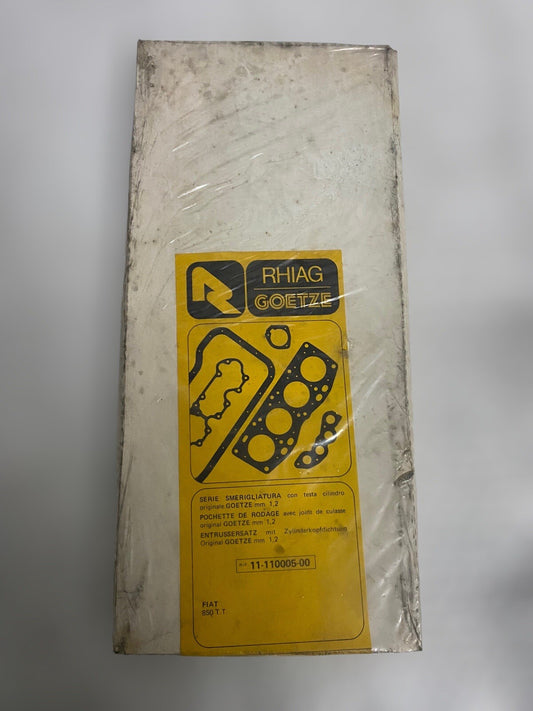 RHIAG
GOETZE
SERIE SMERIGLIATURA con testa cilindro
originale GOETZE mm 1,2
POCHETTE DE RODAGE avec joints de culasse
original GOETZE mm 1,2
ENTRUSSERSATZ mit Zylinderkopfdichtung
Original GOETZE mm 1,2
11-110005-00
FIAT
850 T.T.